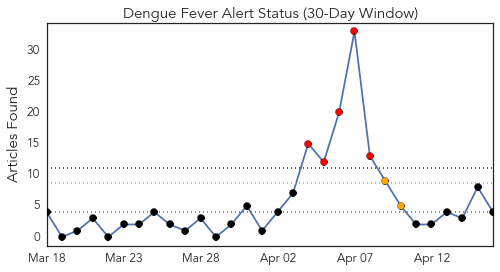 Dengue Fever Alert Status (30-Day Window)
Articles Found
30
25
20
15
10
5
0
Mar 18 Mar 23 Mar 28 Apr 02 Apr 07 Apr 12